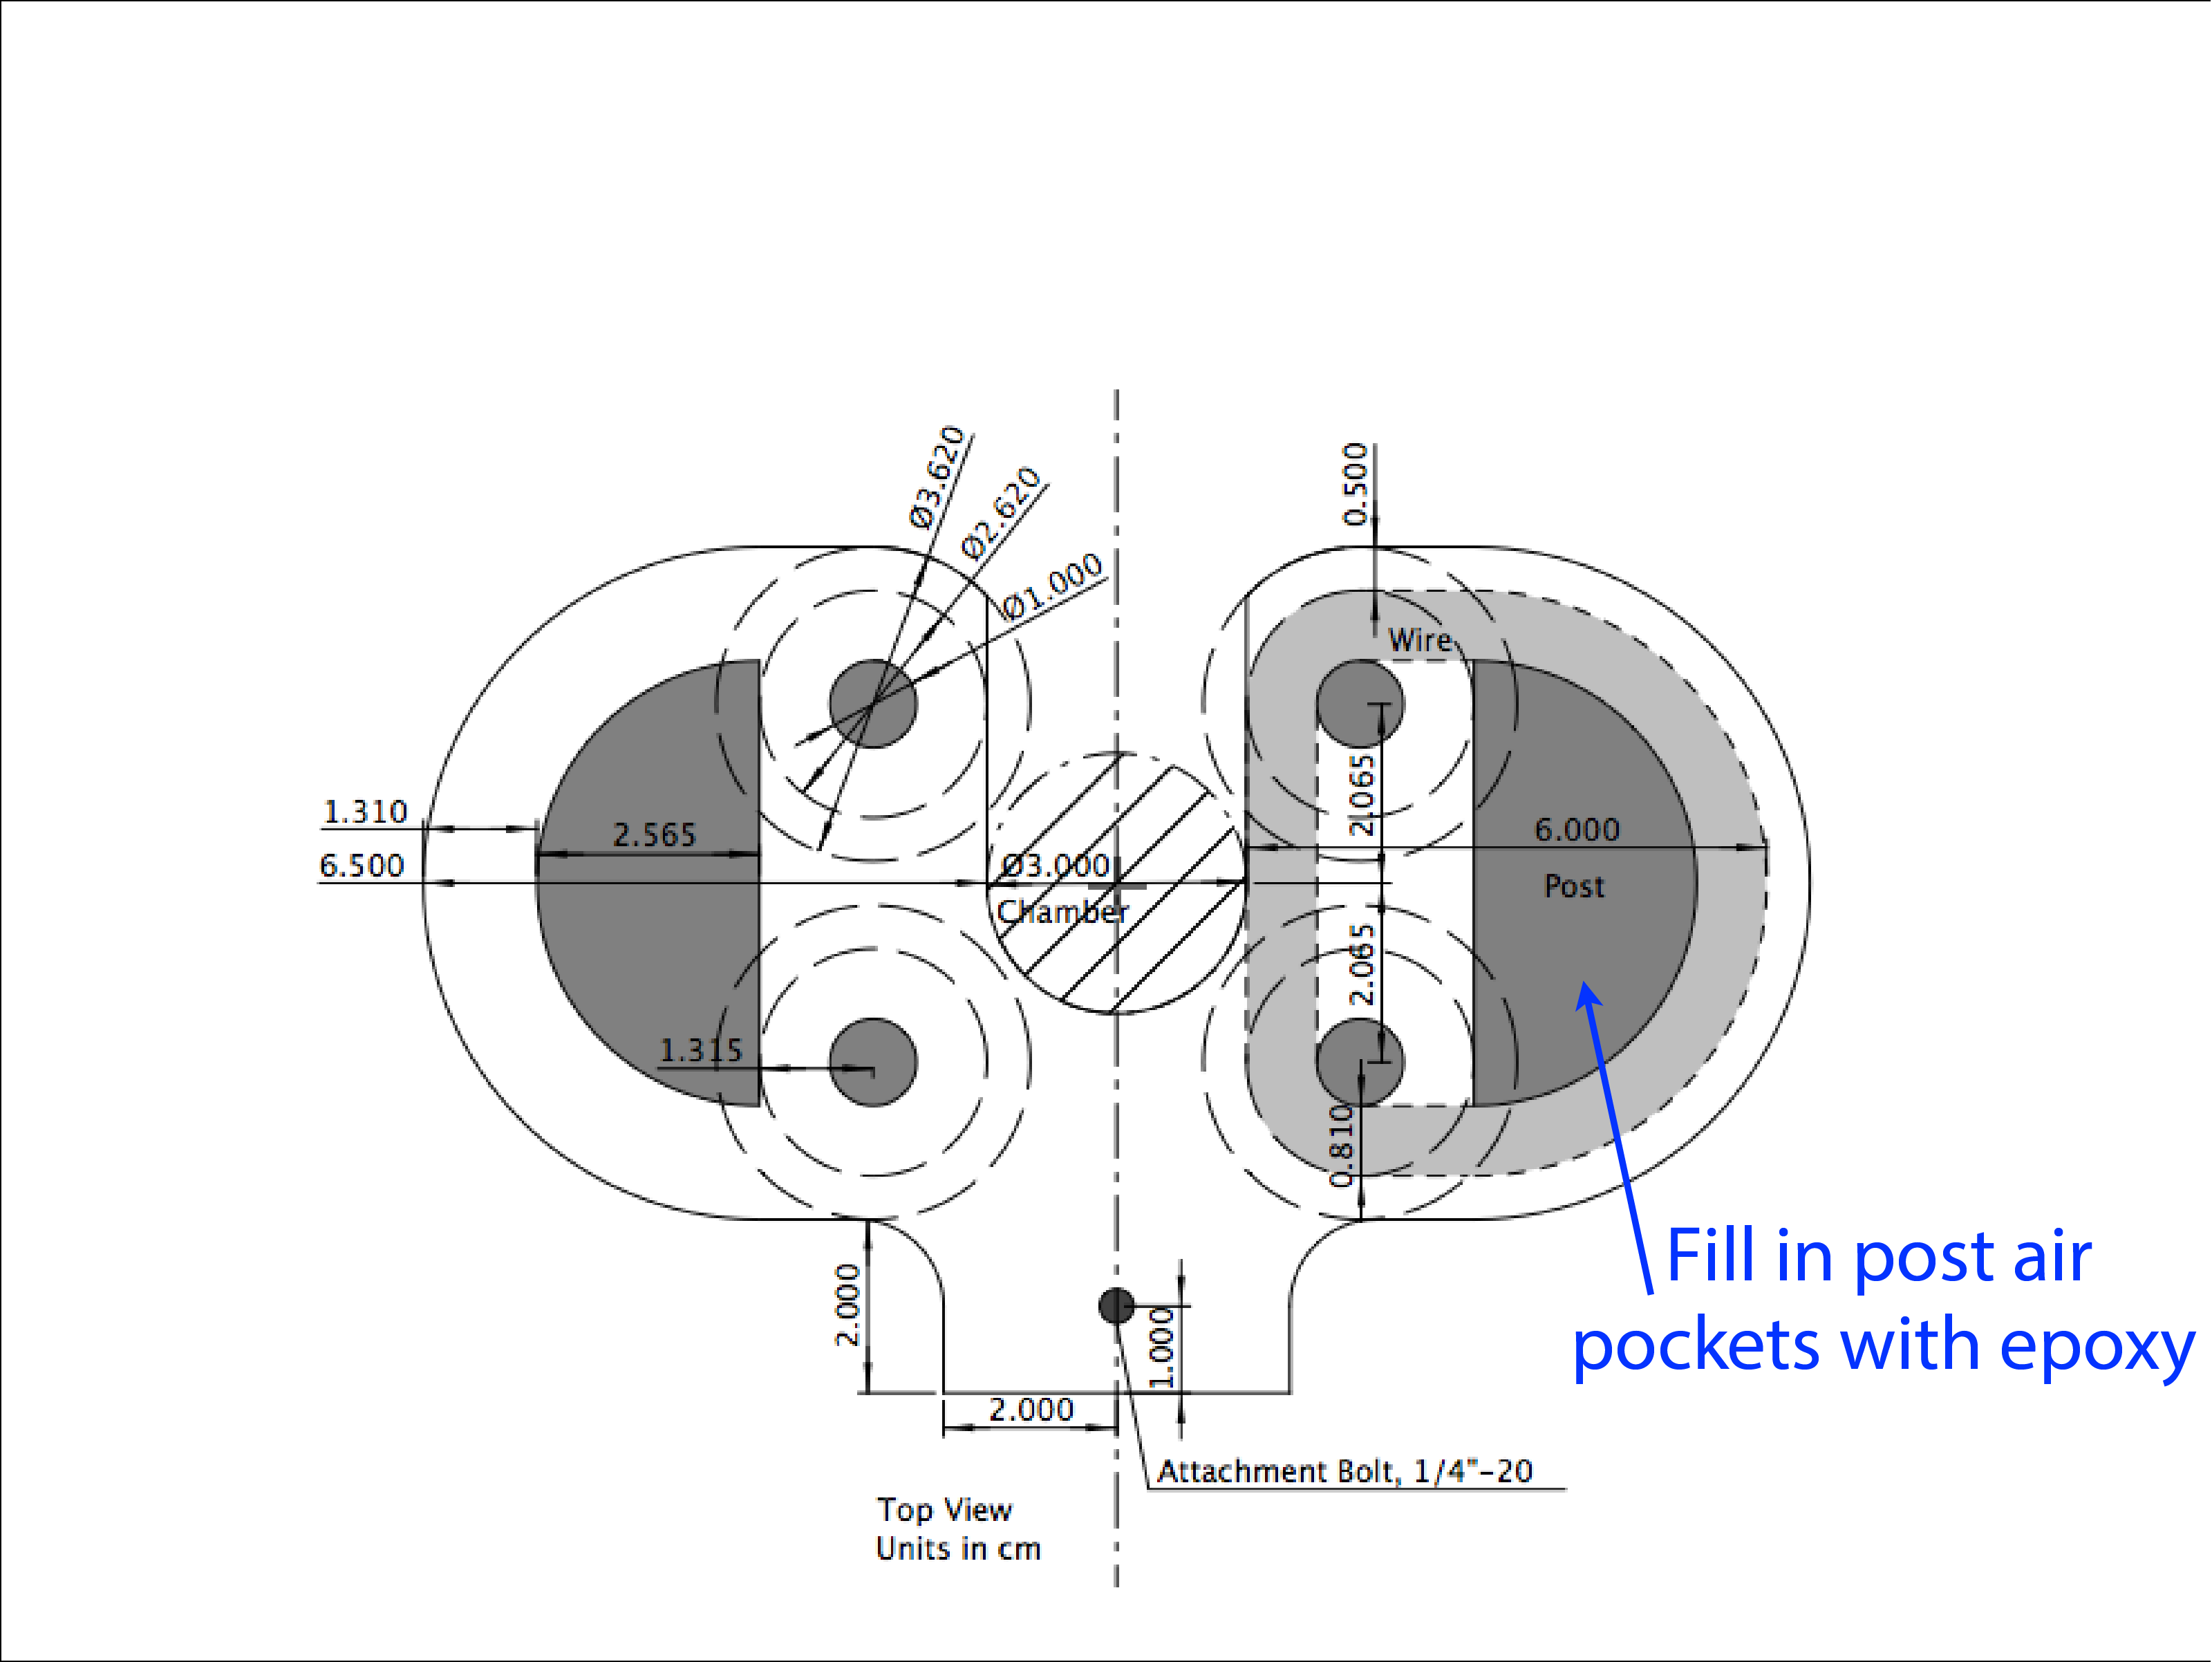 Ø3.620
Ø2.620
Ø1.000
0.500
Wire
1.310
2.565
6.500
Ø3.000
Chamber
2.065
6.000
Post
2.065
1.315
0.810
Fill in post air
pockets with epoxy
2.000
1.000
2.000
Attachment Bolt, 1/4"-20
Top View
Units in cm